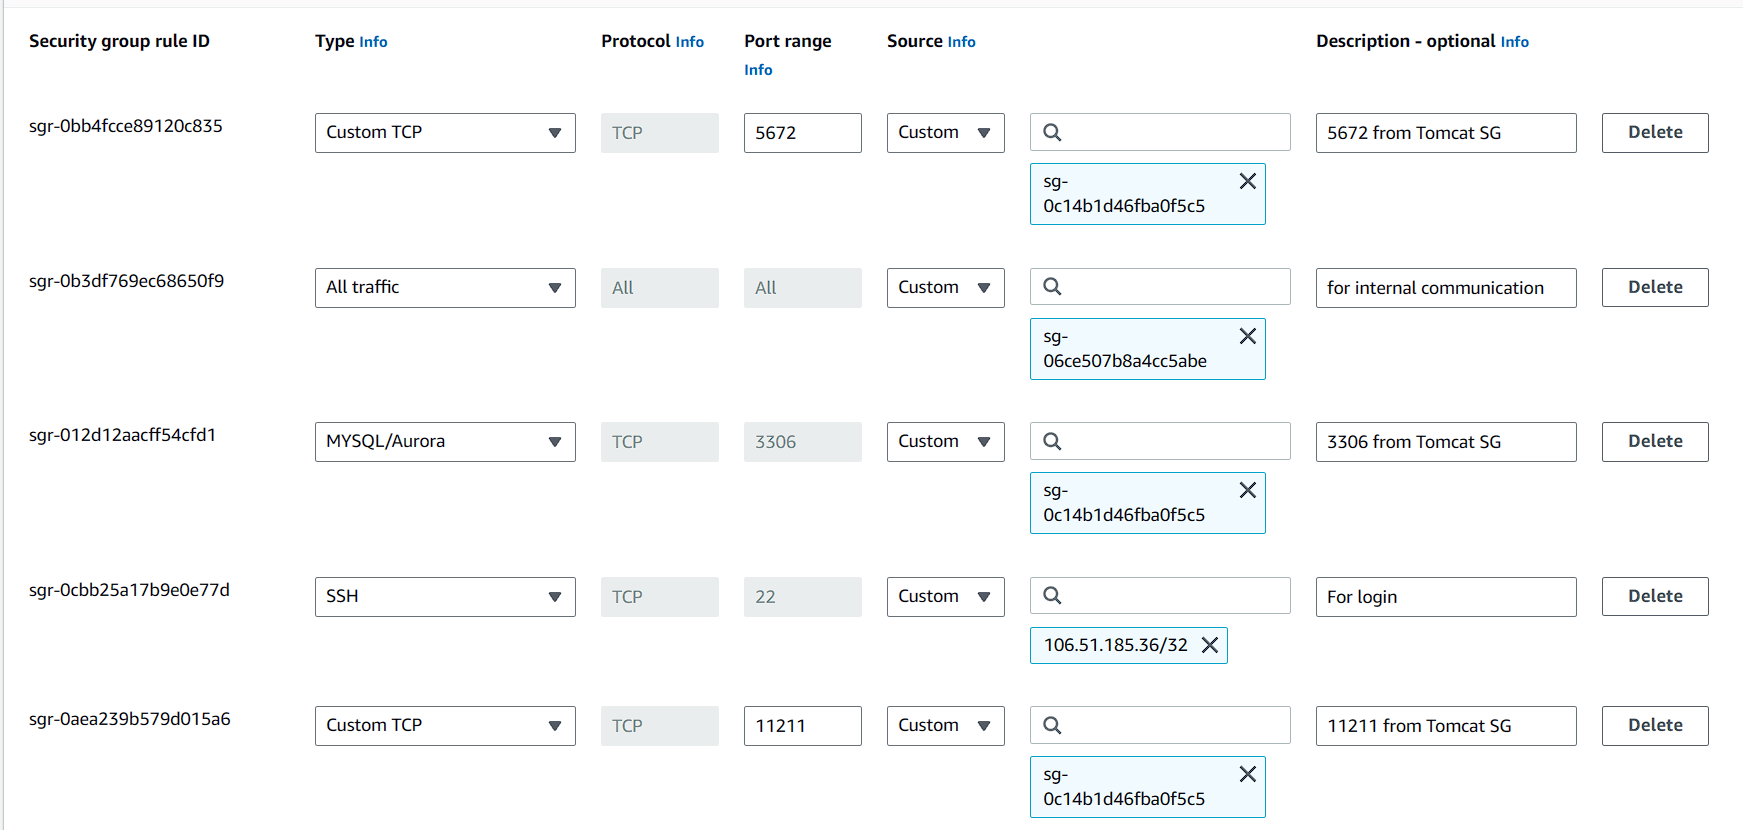 Security group rule ID Type Info Protocol Info Port range Info Source Info Description - optional Info
sgr-0bb4fcce89120c835 Custom TCP TCP 5672 Custom 5672 from Tomcat SG Delete
sg-
0c14b1d46fba0f5c5
sgr-0b3df769ec68650f9 All traffic All All Custom for internal communication Delete
sg-
06ce507b8a4cc5abe
sgr-012d12aacff54cfd1 MYSQL/Aurora TCP 3306 Custom 3306 from Tomcat SG Delete
sg-
0c14b1d46fba0f5c5
sgr-0cbb25a17b9e0e77d SSH TCP 22 Custom For login Delete
106.51.185.36/32
sgr-0aea239b579d015a6 Custom TCP TCP 11211 Custom 11211 from Tomcat SG Delete
sg-
0c14b1d46fba0f5c5